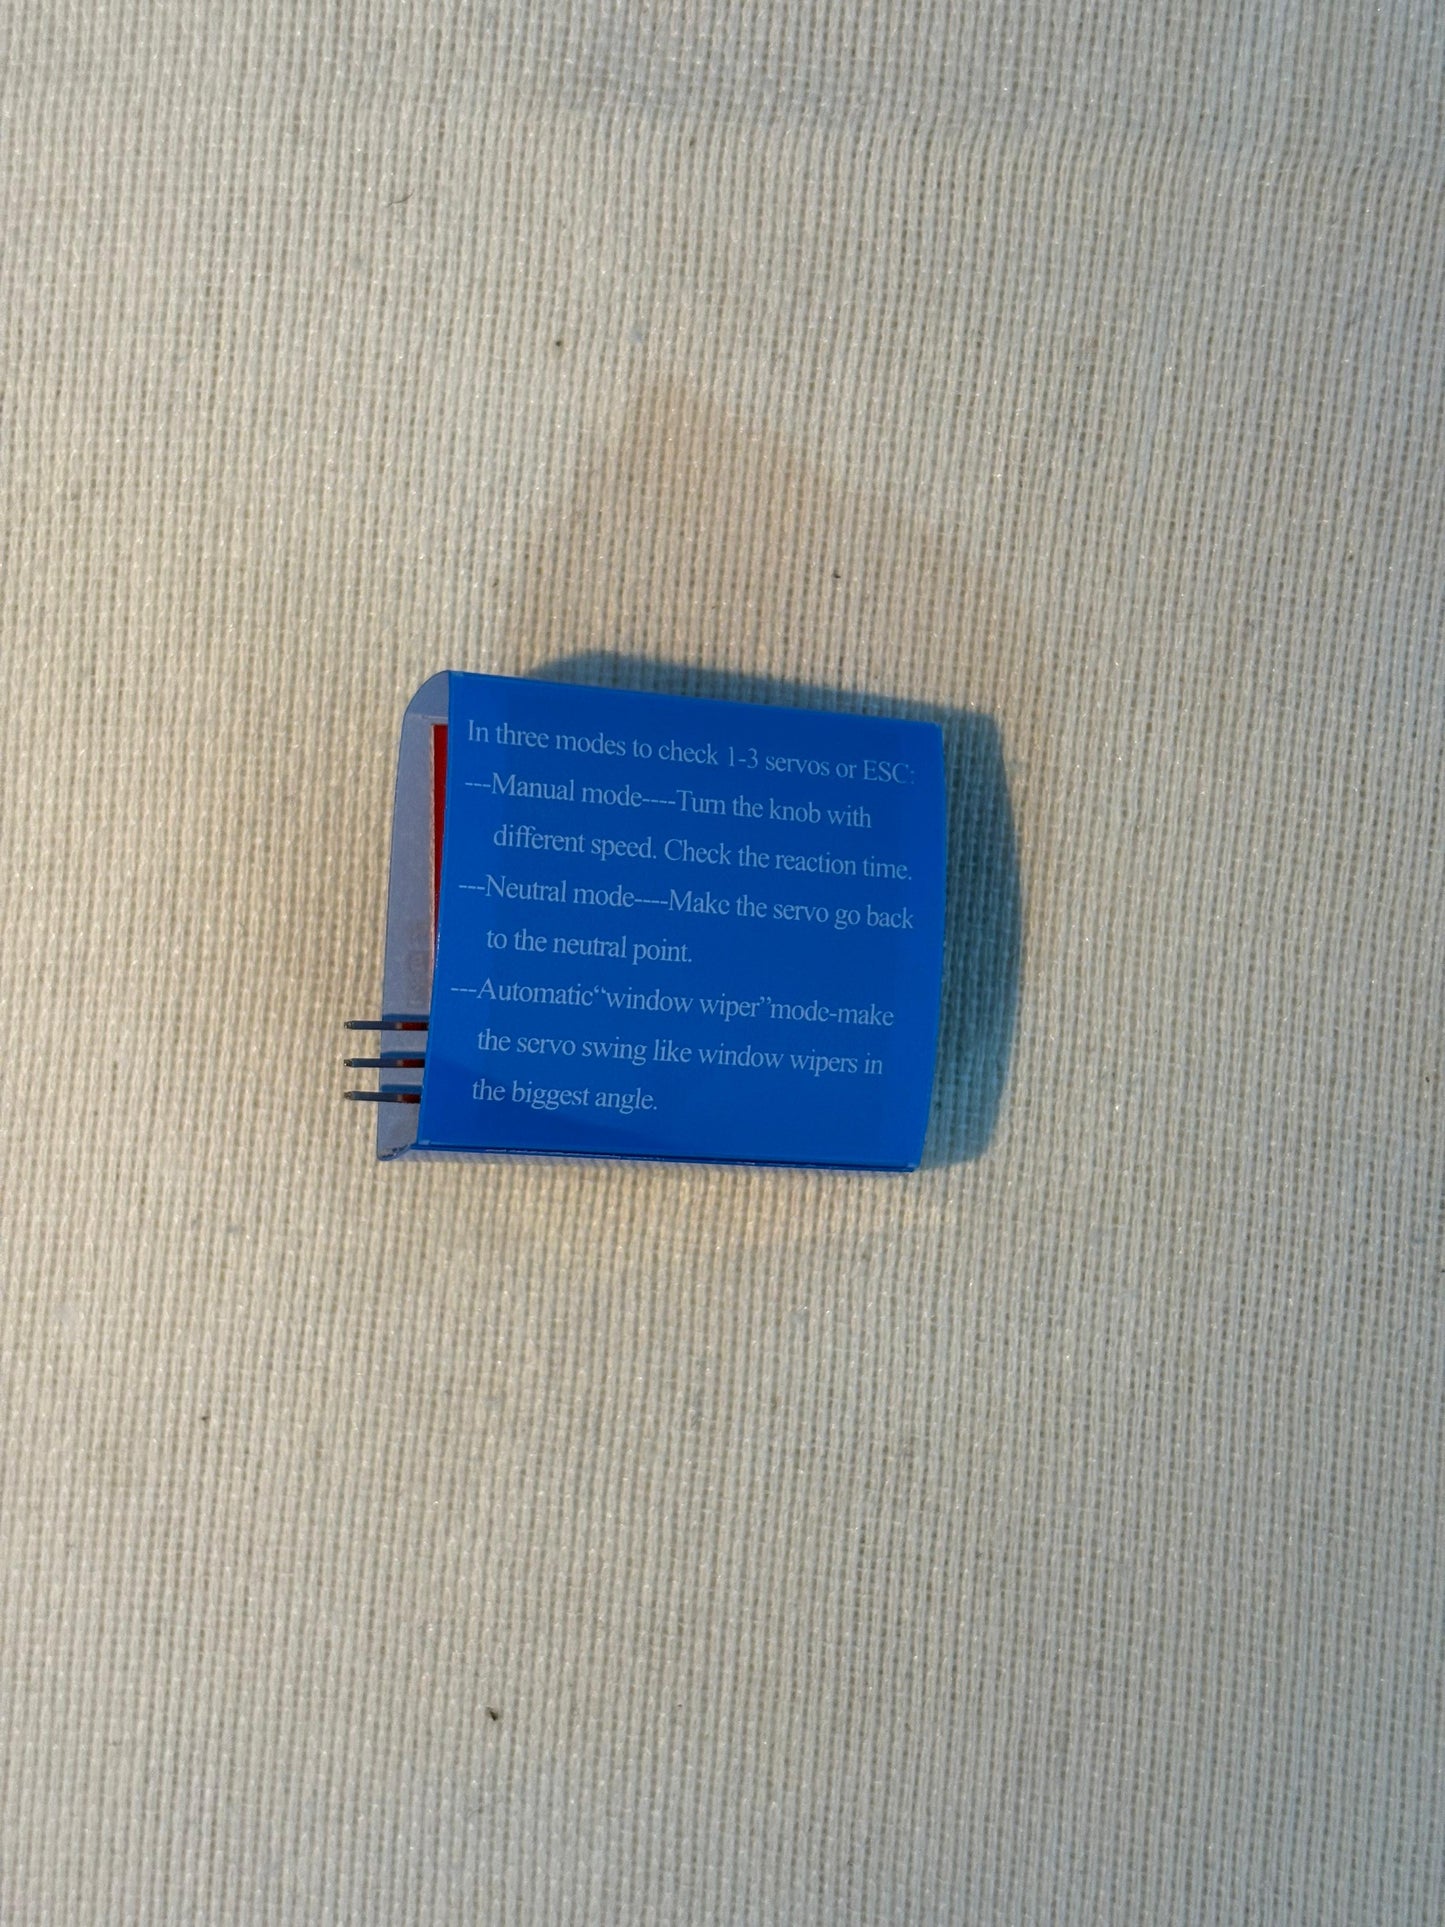 In three modes to check 1-3 servos or ESC:
---Manual mode----Turn the knob with
different speed. Check the reaction time.
---Neutral mode----Make the servo go back
to the neutral point.
---Automatic“window wiper”mode-make
the servo swing like window wipers in
the biggest angle.